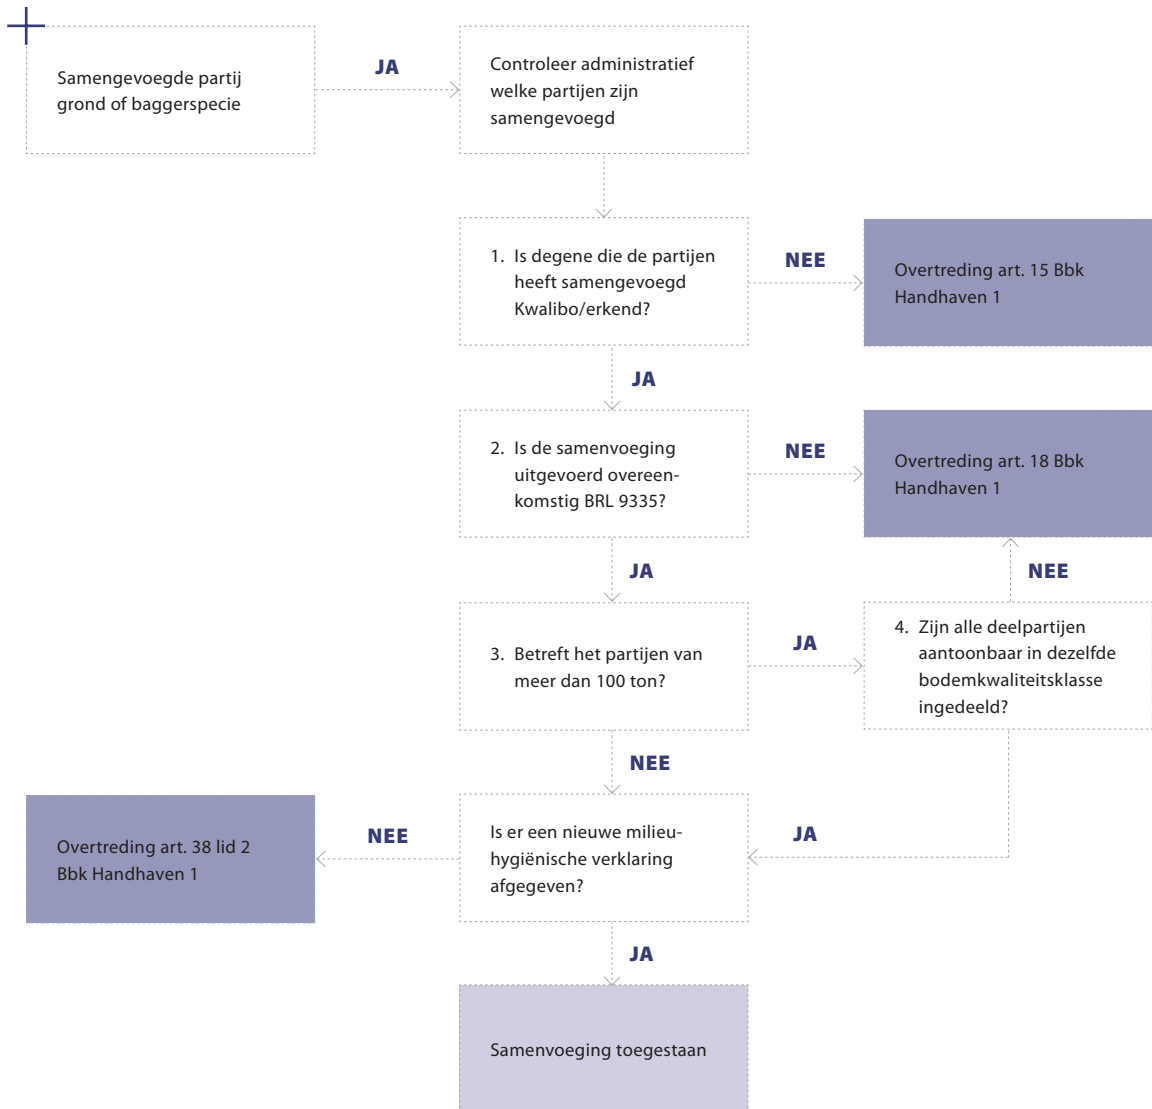 Samengevoegde partij
grond of baggerspecie
JA
Controleer administratief
welke partijen zijn
samengevoegd
1. Is degene die de partijen
heeft samengevoegd
Kwalibo/erkend?
NEE
Overtreding art. 15 Bbk
Handhaven 1
JA
2. Is de samenvoeging
uitgevoerd overeen-
komstig BRL 9335?
NEE
Overtreding art. 18 Bbk
Handhaven 1
JA
NEE
3. Betreft het partijen van
meer dan 100 ton?
JA
4. Zijn alle deelpartijen
aantoonbaar in dezelfde
bodemkwaliteitsklasse
ingedeeld?
NEE
Is er een nieuwe milieu-
hygiënische verklaring
afgegeven?
JA
NEE
Overtreding art. 38 lid 2
Bbk Handhaven 1
JA
Samenvoeging toegestaan